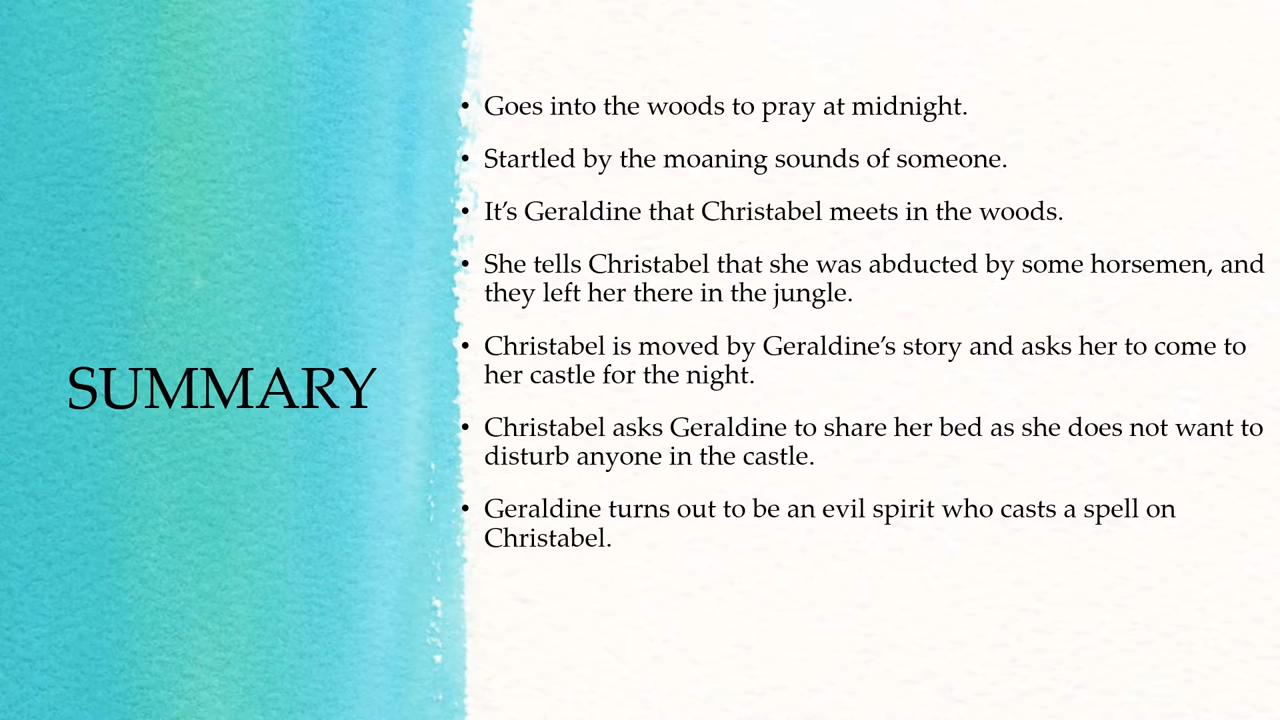 SUMMARY
• Goes into the woods to pray at midnight.
• Startled by the moaning sounds of someone.
• It’s Geraldine that Christabel meets in the woods.
• She tells Christabel that she was abducted by some horsemen, and
they left her there in the jungle.
• Christabel is moved by Geraldine’s story and asks her to come to
her castle for the night.
• Christabel asks Geraldine to share her bed as she does not want to
disturb anyone in the castle.
• Geraldine turns out to be an evil spirit who casts a spell on
Christabel.